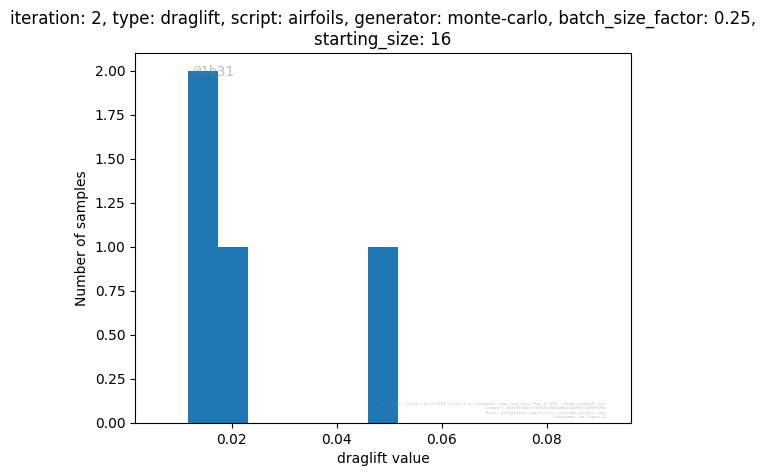 iteration: 2, type: draglift, script: airfoils, generator: monte-carlo, batch_size_factor: 0.25,
starting_size: 16
@1b31
2.00
1.75
1.50
1.25
1.00
0.75
0.50
0.25
0.00
Number of samples
0.02
0.04
0.06
0.08
draglift value